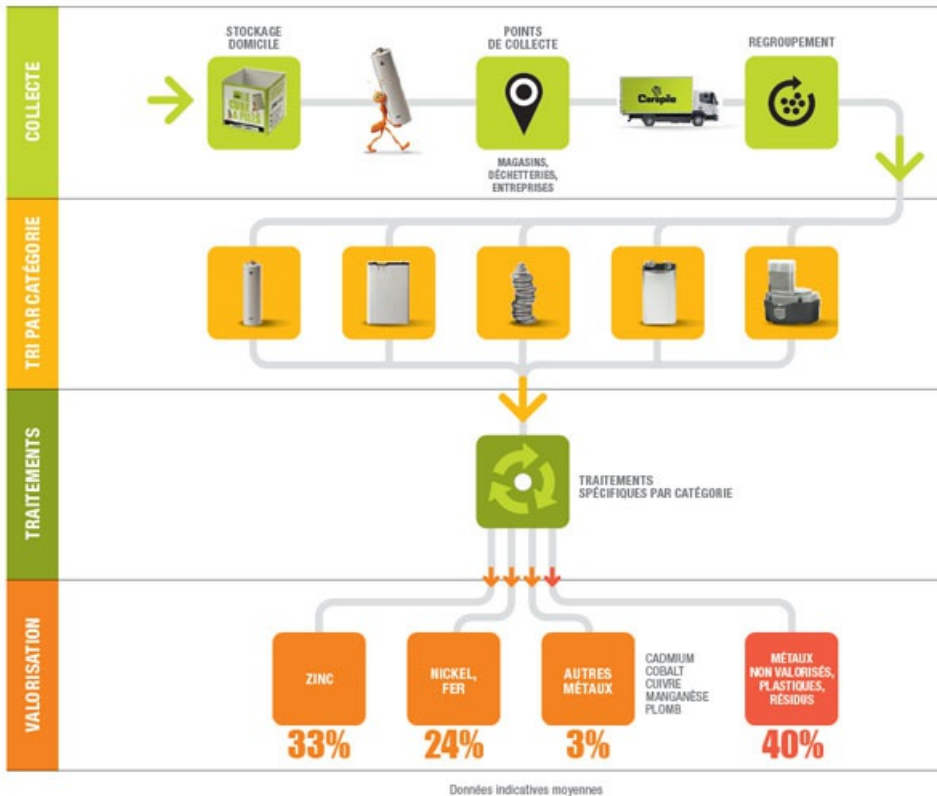 COLLECTE
STOCKAGE
DOMICILE
CUBE
À PILES
POINTS
DE COLLECTE
MAGASINS,
DÉCHETTERIES,
ENTREPRISES
Corepile
REGROUPEMENT
TRI PAR CATÉGORIE
TRAITEMENTS
TRAITEMENTS
SPÉCIFIQUES PAR CATÉGORIE
VALORISATION
ZINC
33%
NICKEL,
FER
24%
AUTRES
MÉTAUX
3%
CADMIUM
COBALT
CUIVRE
MANGANÈSE
PLOMB
MÉTAUX
NON VALORISÉS,
PLASTIQUES,
RÉSIDUS
40%
Données indicatives moyennes